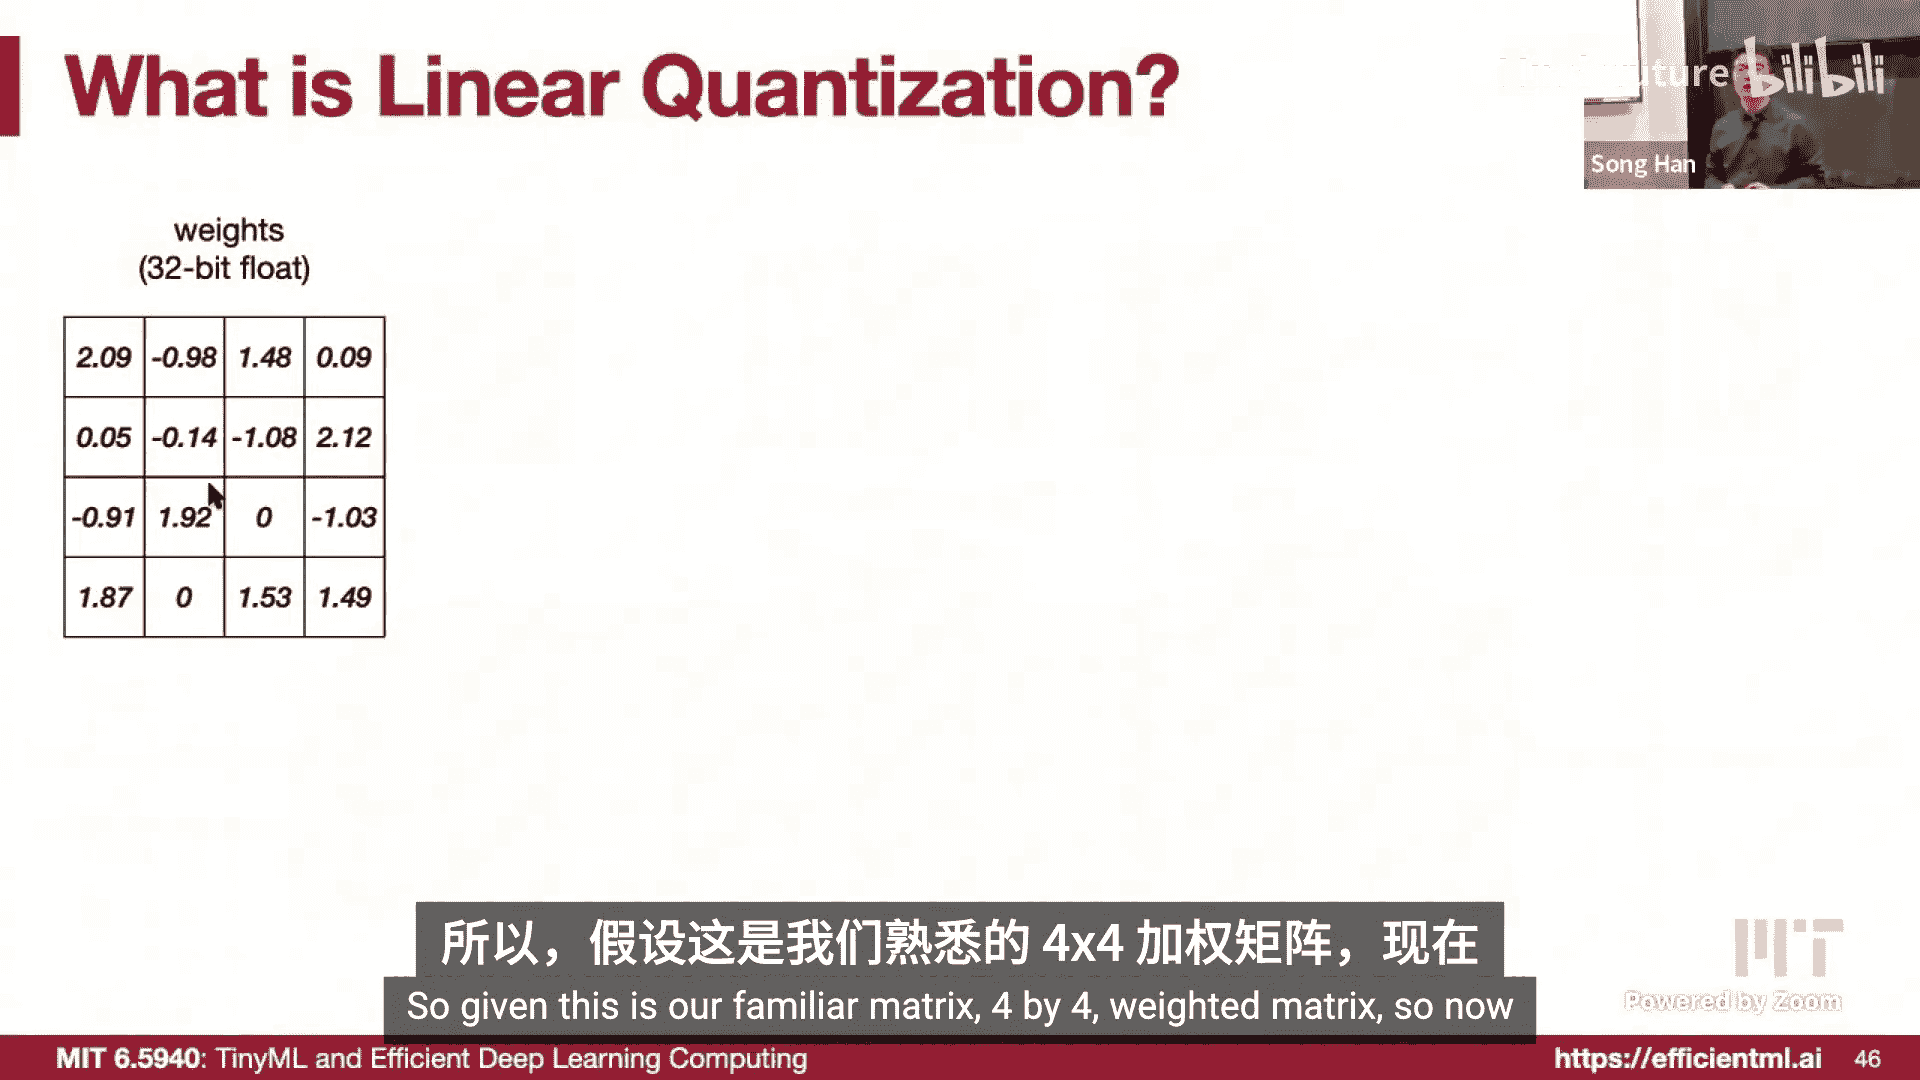 What is Linear Quantization?
bilibili
Song Han
weights
(32-bit float)
2.09 -0.98 1.48 0.09
0.05 -0.14 -1.08 2.12
-0.91 1.92 0 -1.03
1.87 0 1.53 1.49
所以，假设这是我们熟悉的 4x4 加权矩阵，现在
So given this is our familiar matrix, 4 by 4, weighted matrix, so now
MIT
Powered by Zoom
MIT 6.5940: TinyML and Efficient Deep Learning Computing
https://efficientml.ai 46